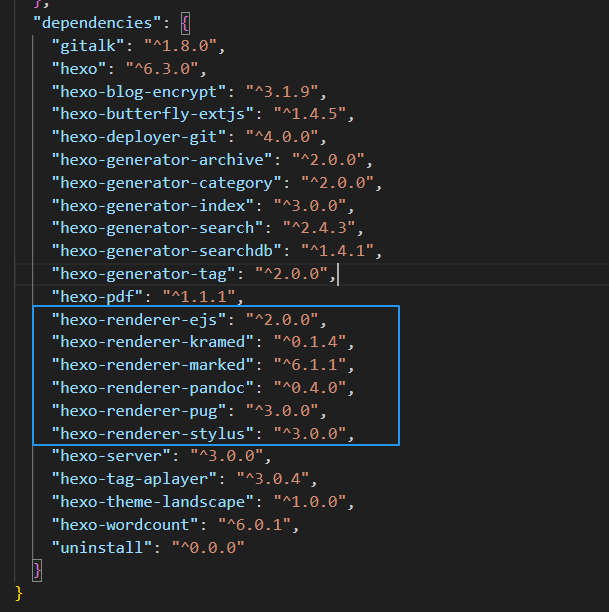 },
"dependencies": {
"gitalk": "^1.8.0",
"hexo": "^6.3.0",
"hexo-blog-encrypt": "^3.1.9",
"hexo-butterfly-extjs": "^1.4.5",
"hexo-deployer-git": "^4.0.0",
"hexo-generator-archive": "^2.0.0",
"hexo-generator-category": "^2.0.0",
"hexo-generator-index": "^3.0.0",
"hexo-generator-search": "^2.4.3",
"hexo-generator-searchdb": "^1.4.1",
"hexo-generator-tag": "^2.0.0",
"hexo-pdf": "^1.1.1",
"hexo-renderer-ejs": "^2.0.0",
"hexo-renderer-kramed": "^0.1.4",
"hexo-renderer-marked": "^6.1.1",
"hexo-renderer-pandoc": "^0.4.0",
"hexo-renderer-pug": "^3.0.0",
"hexo-renderer-stylus": "^3.0.0",
"hexo-server": "^3.0.0",
"hexo-tag-aplayer": "^3.0.4",
"hexo-theme-landscape": "^1.0.0",
"hexo-wordcount": "^6.0.1",
"uninstall": "^0.0.0"
}
}